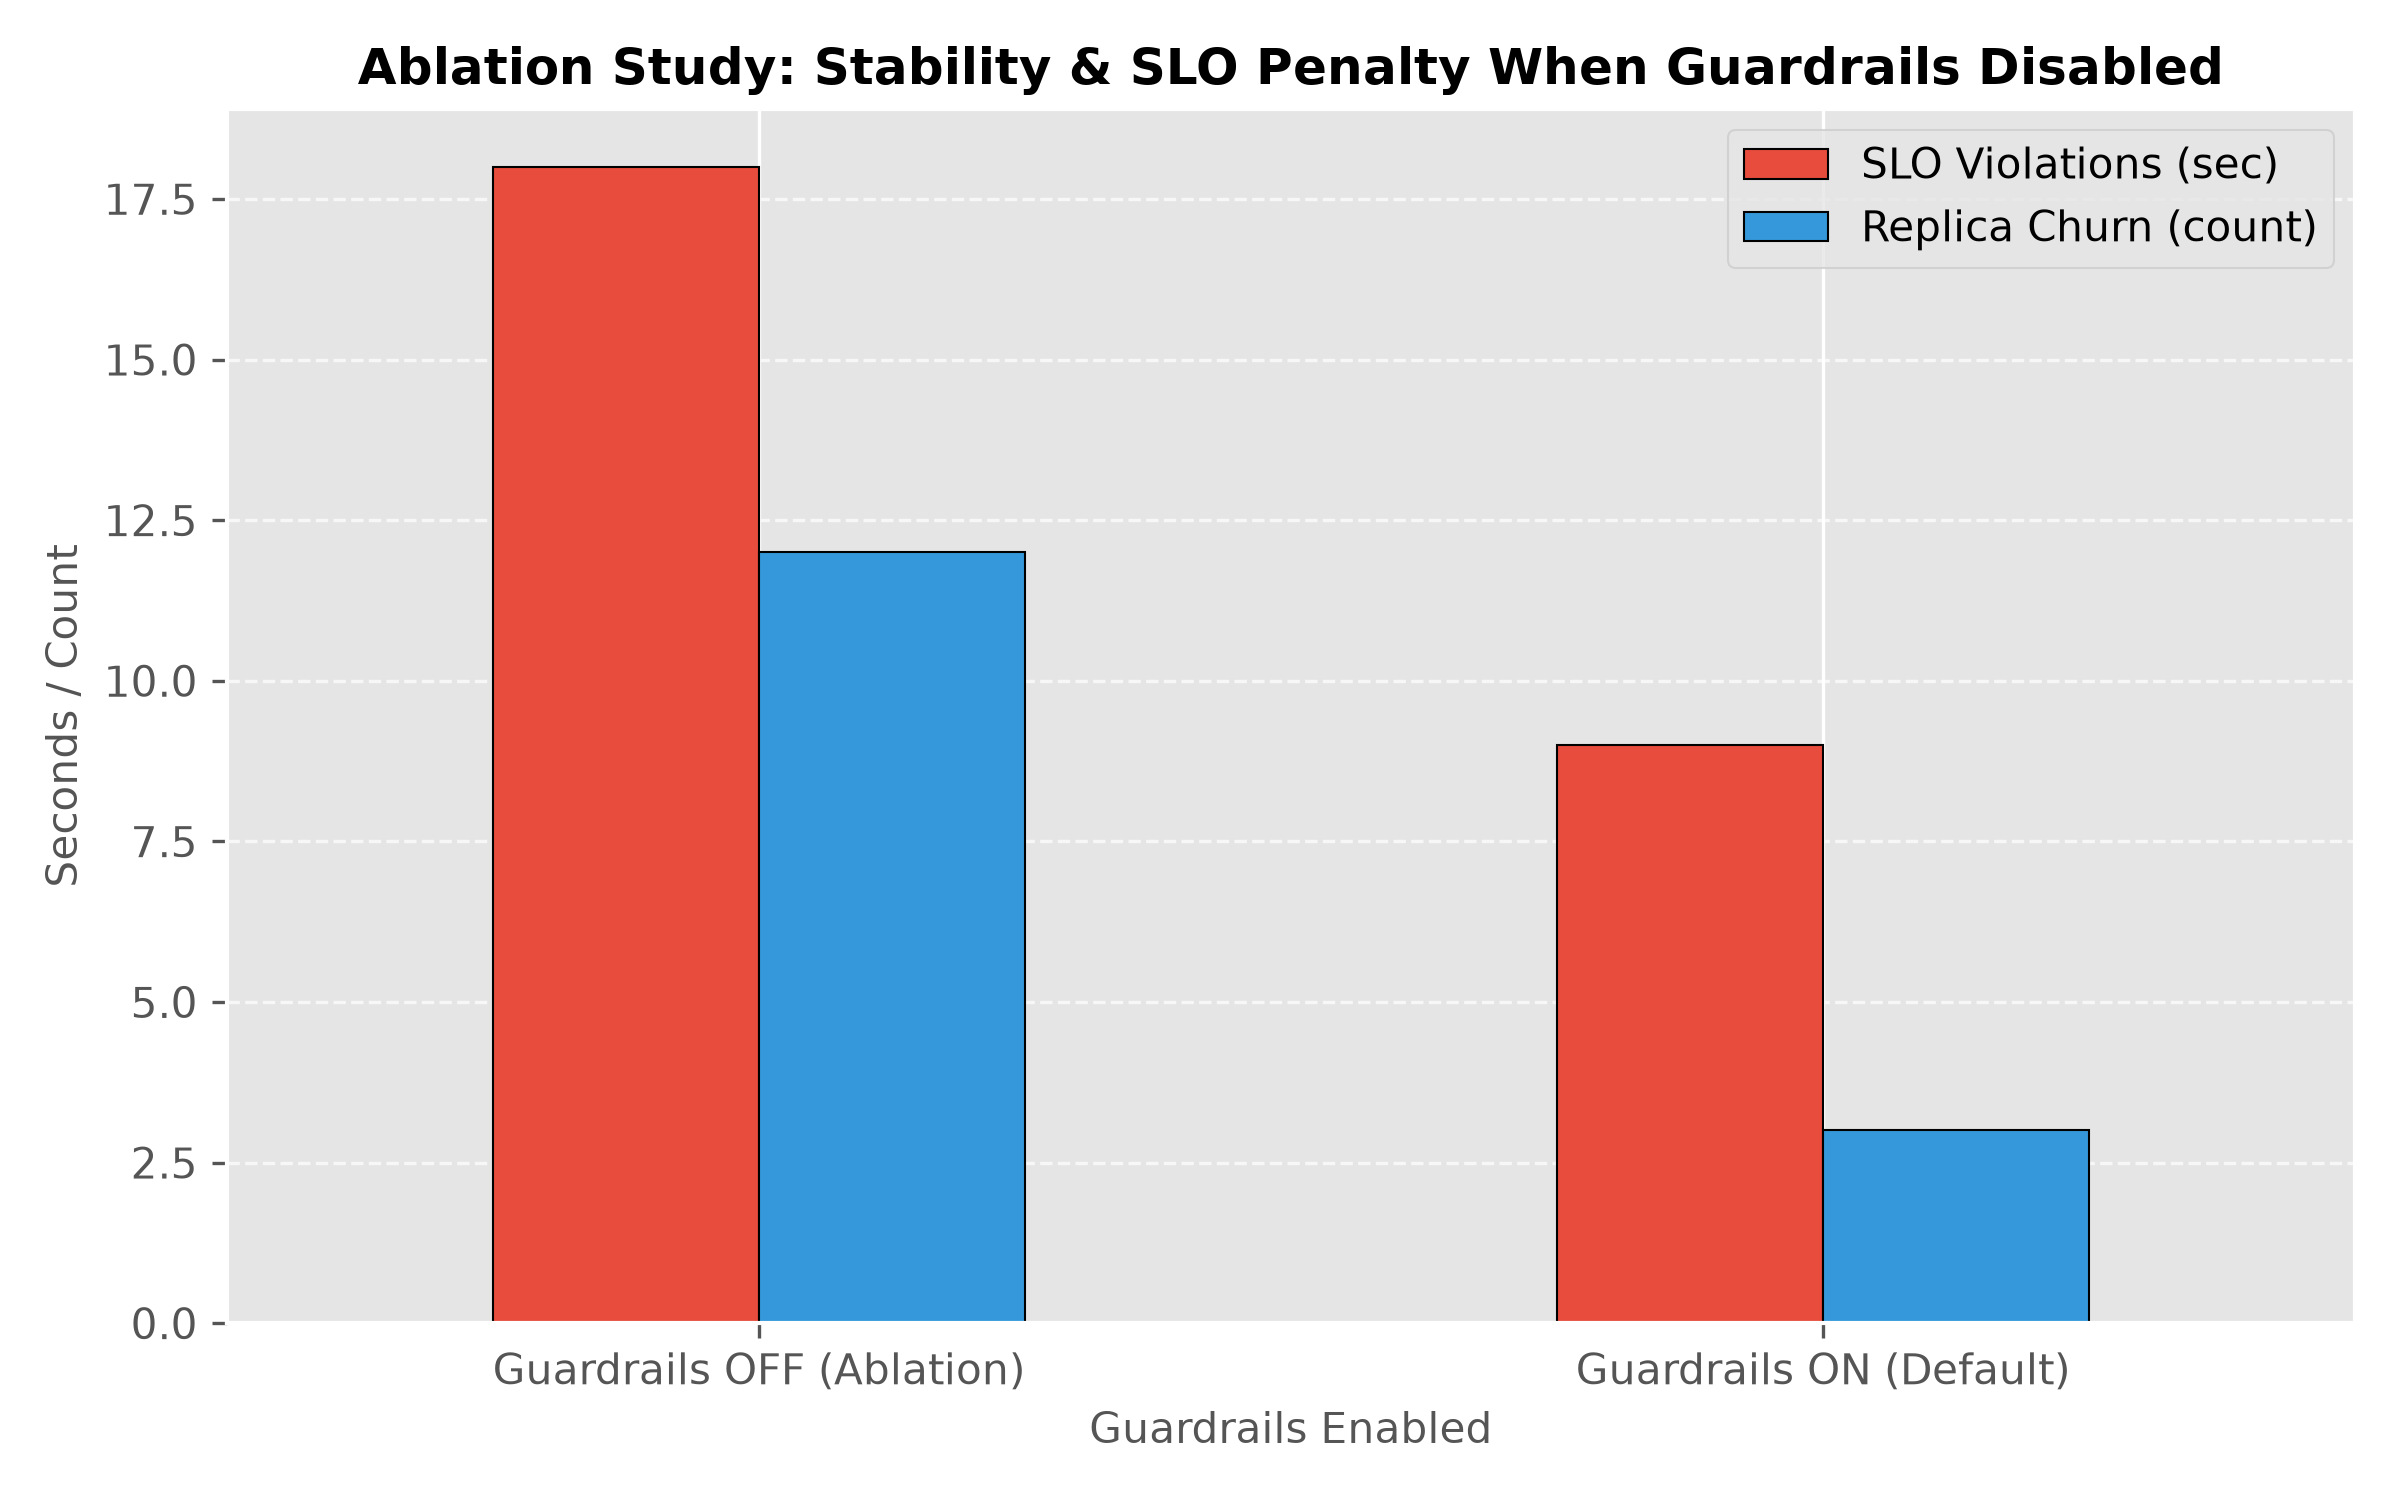 Ablation Study: Stability & SLO Penalty When Guardrails Disabled
SLO Violations (sec)
Replica Churn (count)
17.5
15.0
12.5
10.0
7.5
5.0
2.5
0.0
Seconds / Count
Guardrails OFF (Ablation)
Guardrails ON (Default)
Guardrails Enabled